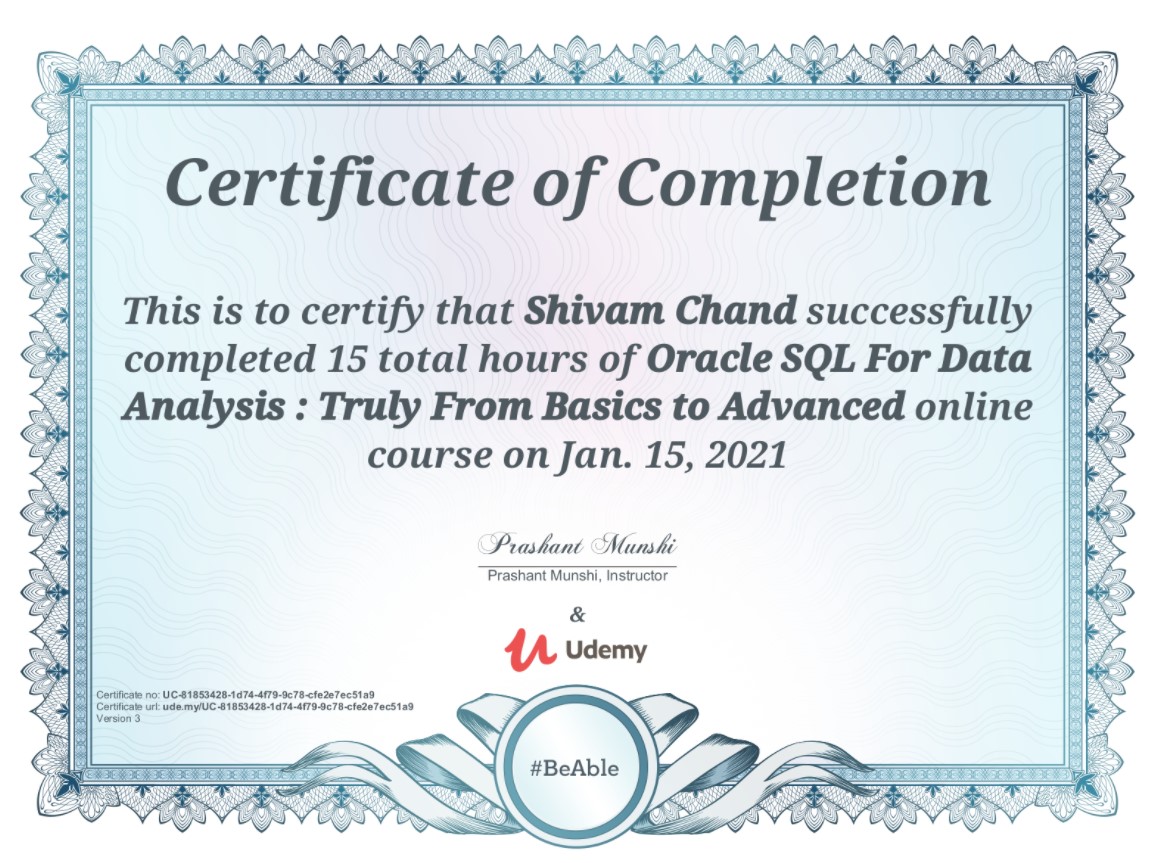 Certificate of Completion
This is to certify that Shivam Chand successfully
completed 15 total hours of Oracle SQL For Data
Analysis : Truly From Basics to Advanced online
course on Jan. 15, 2021
Prashant Munshi
Prashant Munshi, Instructor
&
Udemy
Certificate no: UC-81853428-1d74-4f79-9c78-cfe2e7ec51a9
Certificate url: ude.my/UC-81853428-1d74-4f79-9c78-cfe2e7ec51a9
Version 3
#BeAble